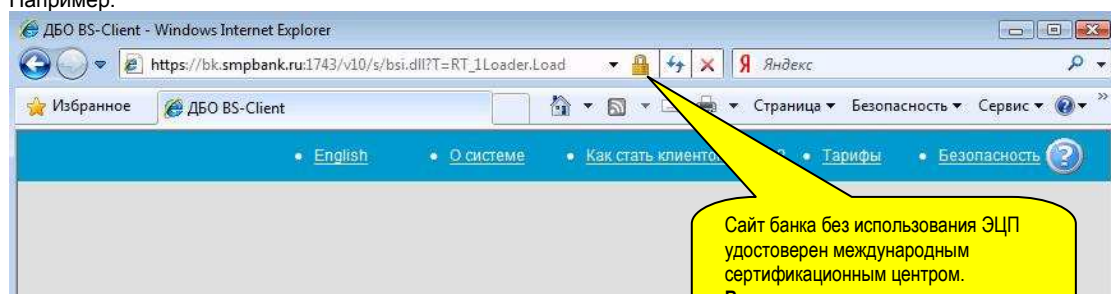 Например:
ДБО BS-Client - Windows Internet Explorer
https://bk.smpbank.ru:1743/v10/s/bsi.dll?T=RT_1Loader.Load Яндекс
Избранное ДБО BS-Client Страница Безопасность Сервис
English О системе Как стать клиентом ? Тарифы Безопасность
Сайт банка без использования ЭЦП
удостоверен международным
сертификационным центром.